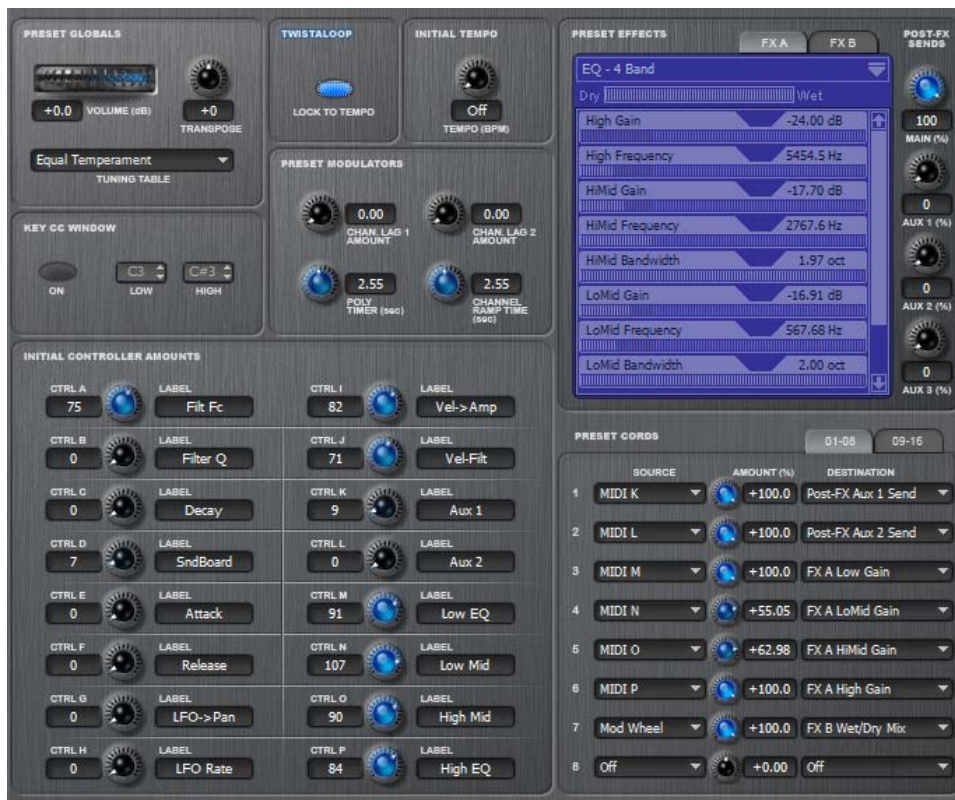 PRESET GLOBALS
+0.0 VOLUME (dB)
+0
TRANSPOSE
Equal Temperament
TUNING TABLE
TWISTALOOP
LOCK TO TEMPO
INITIAL TEMPO
Off
TEMPO (BPM)
KEY CC WINDOW
ON
C3
LOW
C#3
HIGH
PRESET MODULATORS
0.00
CHAN. LAG 1
AMOUNT
0.00
CHAN. LAG 2
AMOUNT
2.55
POLY
TIMER (sec)
2.55
CHANNEL
RAMP TIME
(sec)
PRESET EFFECTS
FX A FX B
EQ - 4 Band
Dry Wet
High Gain -24.00 dB
High Frequency 5454.5 Hz
HiMid Gain -17.70 dB
HiMid Frequency 2767.6 Hz
HiMid Bandwidth 1.97 oct
LoMid Gain -16.91 dB
LoMid Frequency 567.68 Hz
LoMid Bandwidth 2.00 oct
POST-FX
SENDS
100
MAIN (%)
0
AUX 1 (%)
0
AUX 2 (%)
0
AUX 3 (%)
INITIAL CONTROLLER AMOUNTS
CTRL A LABEL
75 Filt Fc
CTRL B LABEL
0 Filter Q
CTRL C LABEL
0 Decay
CTRL D LABEL
7 SndBoard
CTRL E LABEL
0 Attack
CTRL F LABEL
0 Release
CTRL G LABEL
0 LFO->Pan
CTRL H LABEL
0 LFO Rate
CTRL I LABEL
82 Vel->Amp
CTRL J LABEL
71 Vel-Filt
CTRL K LABEL
9 Aux 1
CTRL L LABEL
0 Aux 2
CTRL M LABEL
91 Low EQ
CTRL N LABEL
107 Low Mid
CTRL O LABEL
90 High Mid
CTRL P LABEL
84 High EQ
PRESET CORDS
01-08 09-16
SOURCE AMOUNT (%) DESTINATION
1 MIDI K +100.0 Post-FX Aux 1 Send
2 MIDI L +100.0 Post-FX Aux 2 Send
3 MIDI M +100.0 FX A Low Gain
4 MIDI N +55.05 FX A LoMid Gain
5 MIDI O +62.98 FX A HiMid Gain
6 MIDI P +100.0 FX A High Gain
7 Mod Wheel +100.0 FX B Wet/Dry Mix
8 Off +0.00 Off